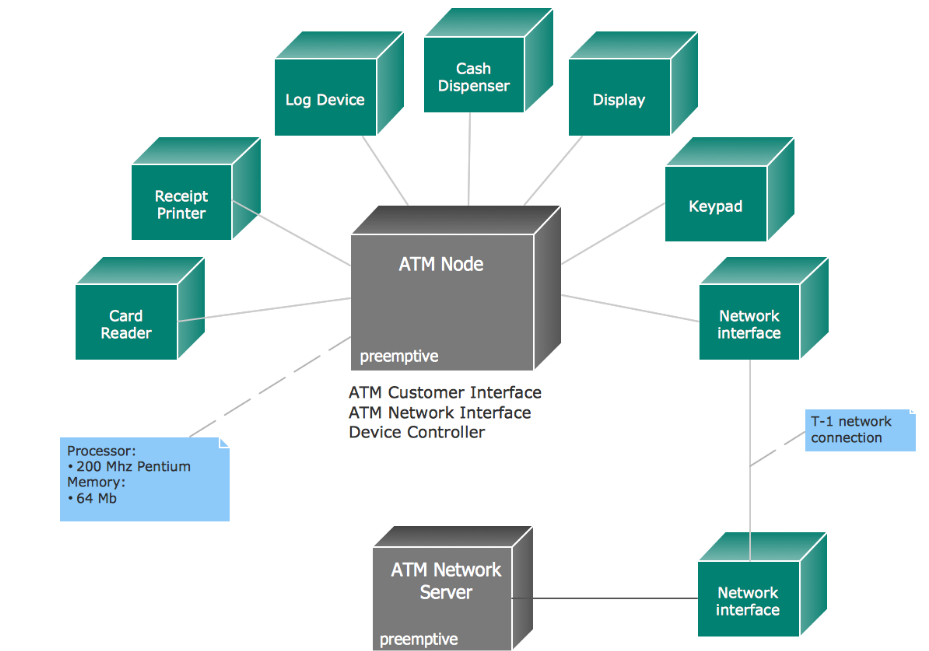 Cash
Dispenser
Log Device
Display
Receipt
Printer
Keypad
ATM Node
preemptive
Card
Reader
Network
interface
ATM Customer Interface
ATM Network Interface
Device Controller
T-1 network
connection
Processor:
• 200 Mhz Pentium
Memory:
• 64 Mb
ATM Network
Server
preemptive
Network
interface